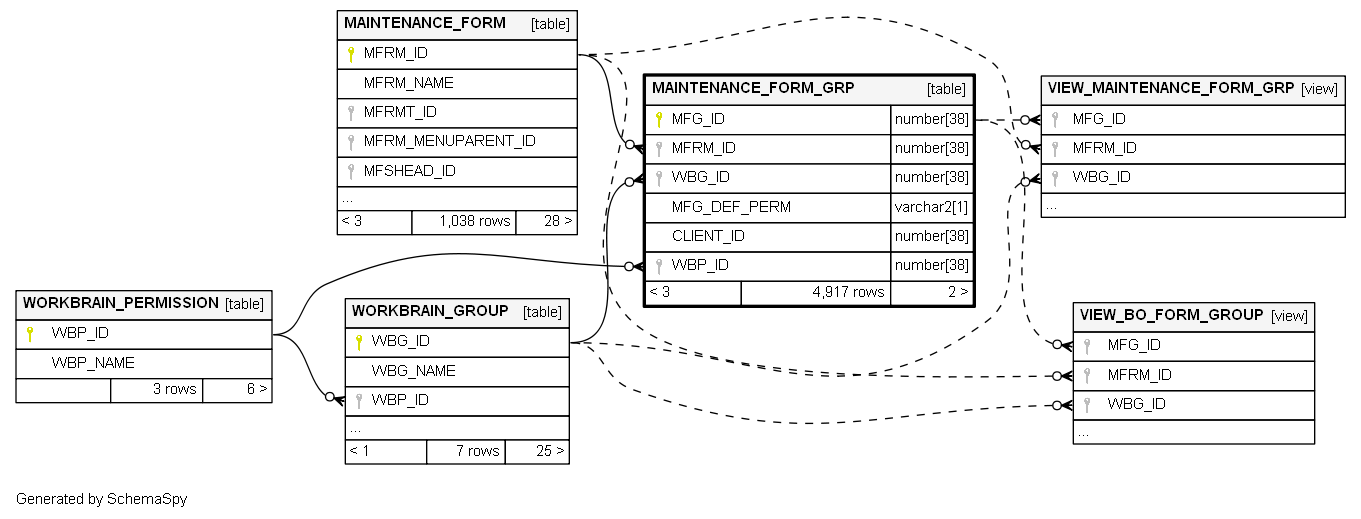 MAINTENANCE_FORM [table]
MFRM_ID
MFRM_NAME
MFRMT_ID
MFRM_MENUPARENT_ID
MFSHEAD_ID
...
< 3 1,038 rows 28 >
MAINTENANCE_FORM_GRP [table]
MFG_ID number[38]
MFRM_ID number[38]
WBG_ID number[38]
MFG_DEF_PERM varchar2[1]
CLIENT_ID number[38]
WBP_ID number[38]
< 3 4,917 rows 2 >
VIEW_MAINTENANCE_FORM_GRP [view]
MFG_ID
MFRM_ID
WBG_ID
...
WORKBRAIN_PERMISSION [table]
WBP_ID
WBP_NAME
3 rows 6 >
WORKBRAIN_GROUP [table]
WBG_ID
WBG_NAME
WBP_ID
...
< 1 7 rows 25 >
VIEW_BO_FORM_GROUP [view]
MFG_ID
MFRM_ID
WBG_ID
...
Generated by SchemaSpy